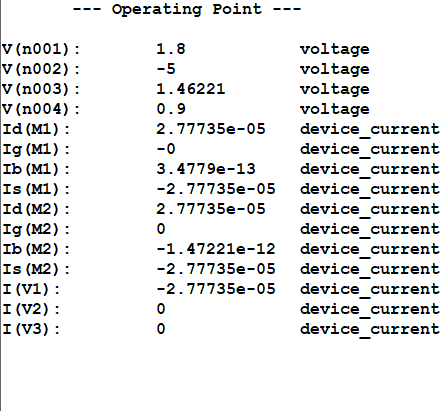 --- Operating Point ---
V(n001): 1.8 voltage
V(n002): -5 voltage
V(n003): 1.46221 voltage
V(n004): 0.9 voltage
Id(M1): 2.77735e-05 device_current
Ig(M1): -0 device_current
Ib(M1): 3.4779e-13 device_current
Is(M1): -2.77735e-05 device_current
Id(M2): 2.77735e-05 device_current
Ig(M2): 0 device_current
Ib(M2): -1.47221e-12 device_current
Is(M2): -2.77735e-05 device_current
I(V1): -2.77735e-05 device_current
I(V2): 0 device_current
I(V3): 0 device_current